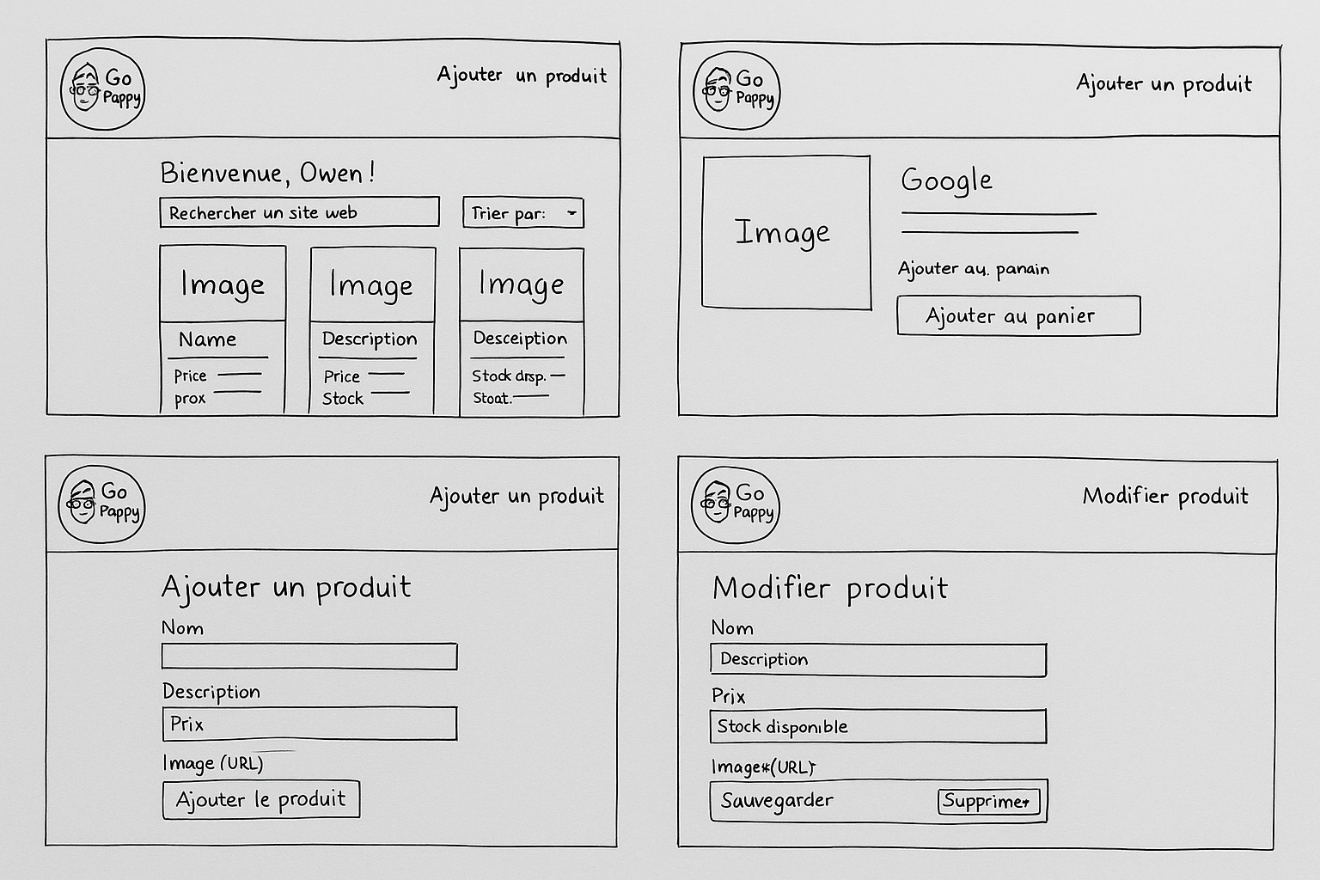 Go
Pappy
Ajouter un produit
Bienvenue, Owen !
Rechercher un site web
Trier par:
Image
Image
Image
Name
Description
Desceiption
Price
prox
Price
Stock
Stock drsp.
Stoat.
Go
Pappy
Ajouter un produit
Image
Google
Ajouter au. panain
Ajouter au panier
Go
Pappy
Ajouter un produit
Ajouter un produit
Nom
Description
Prix
Image (URL)
Ajouter le produit
Go
Pappy
Modifier produit
Modifier produit
Nom
Description
Prix
Stock disponible
Image*(URL)
Sauvegarder
Supprimer